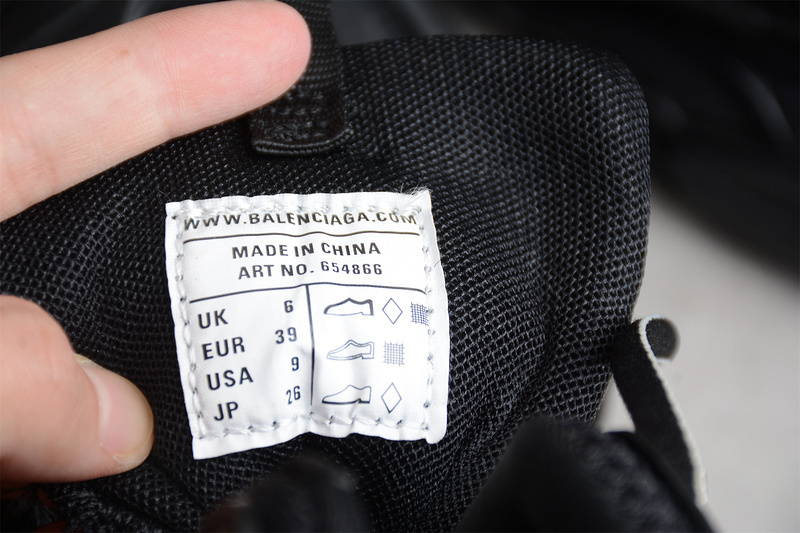 WWW.BALENCIAGA.COM
MADE IN CHINA
ART NO. 654866
UK 6
EUR 39
USA 9
JP 26